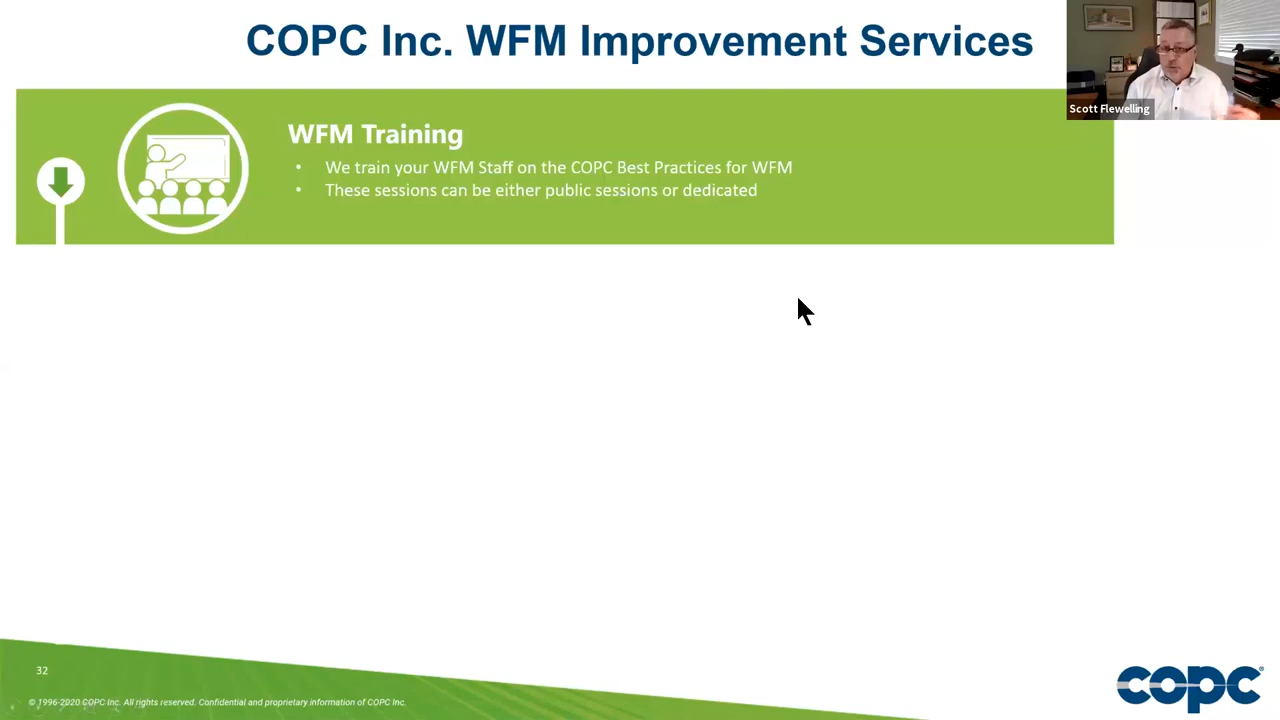 COPC Inc. WFM Improvement Services
Scott Flewelling
WFM Training
• We train your WFM Staff on the COPC Best Practices for WFM
• These sessions can be either public sessions or dedicated
32
© 1996-2020 COPC Inc. All rights reserved. Confidential and proprietary information of COPC Inc.
copc®